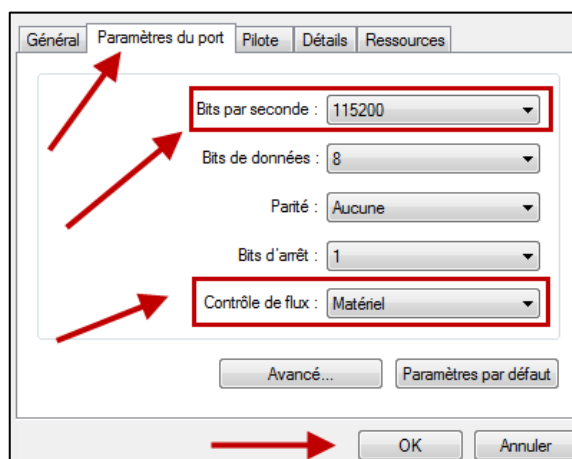 Général Paramètres du port Pilote Détails Ressources
Bits par seconde : 115200
Bits de données : 8
Parité : Aucune
Bits d'arrêt : 1
Contrôle de flux : Matériel
Avancé... Paramètres par défaut
OK Annuler